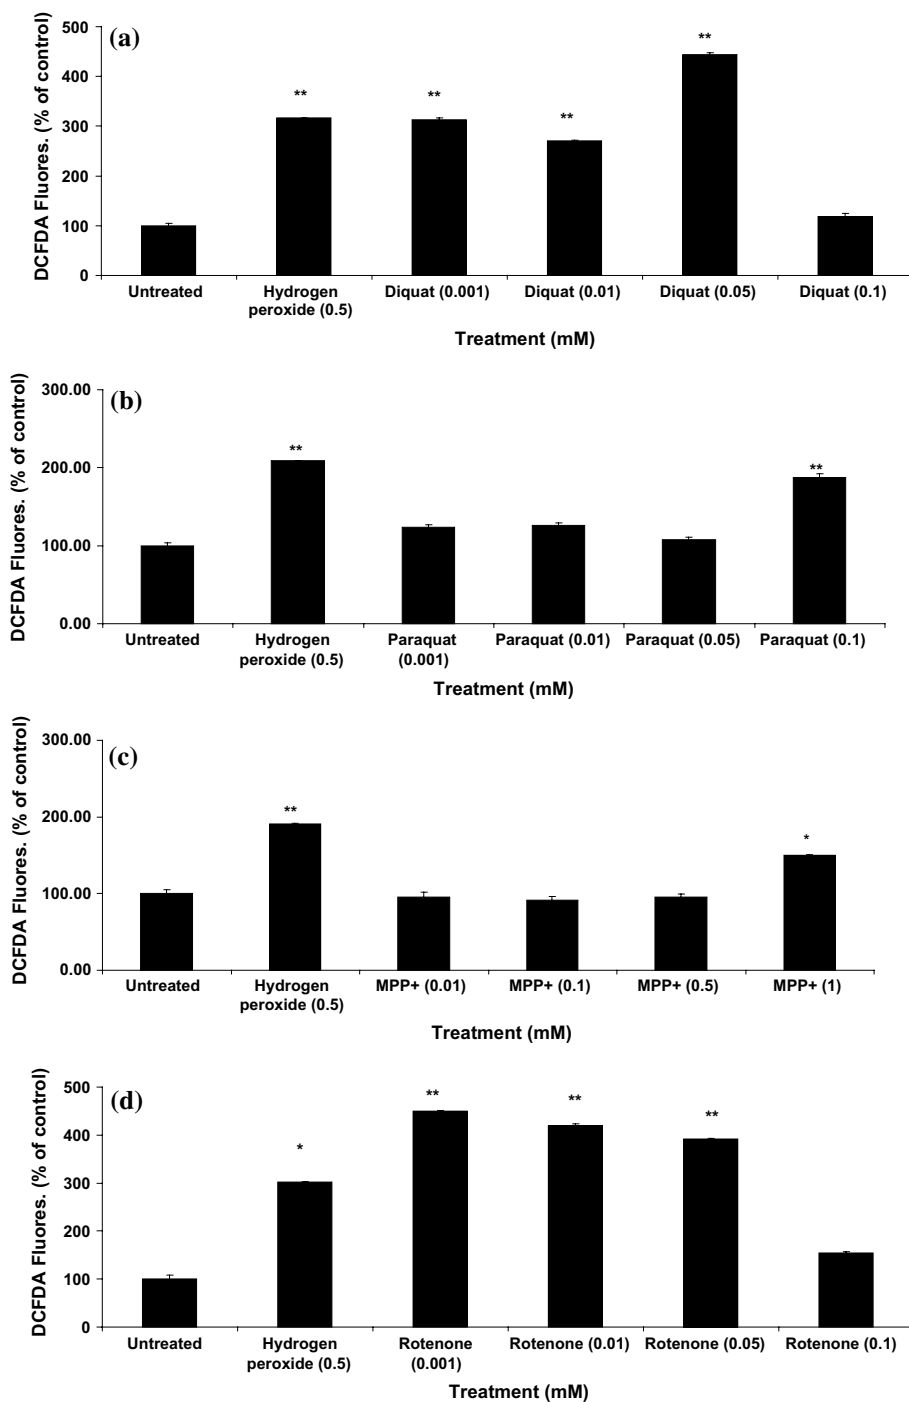 (a)
DCFDA Fluores. (% of control)
500
400
300
200
100
0
**
**
**
**
Untreated
Hydrogen
peroxide (0.5)
Diquat (0.001)
Diquat (0.01)
Diquat (0.05)
Diquat (0.1)
Treatment (mM)
(b)
DCFDA Fluores. (% of control)
300.00
200.00
100.00
0.00
**
**
Untreated
Hydrogen
peroxide (0.5)
Paraquat
(0.001)
Paraquat (0.01)
Paraquat (0.05)
Paraquat (0.1)
Treatment (mM)
(c)
DCFDA Fluores. (% of control)
300.00
200.00
100.00
0.00
**
*
Untreated
Hydrogen
peroxide (0.5)
MPP+ (0.01)
MPP+ (0.1)
MPP+ (0.5)
MPP+ (1)
Treatment (mM)
(d)
DCFDA Fluores. (% of control)
500
400
300
200
100
0
*
**
**
**
Untreated
Hydrogen
peroxide (0.5)
Rotenone
(0.001)
Rotenone (0.01)
Rotenone (0.05)
Rotenone (0.1)
Treatment (mM)